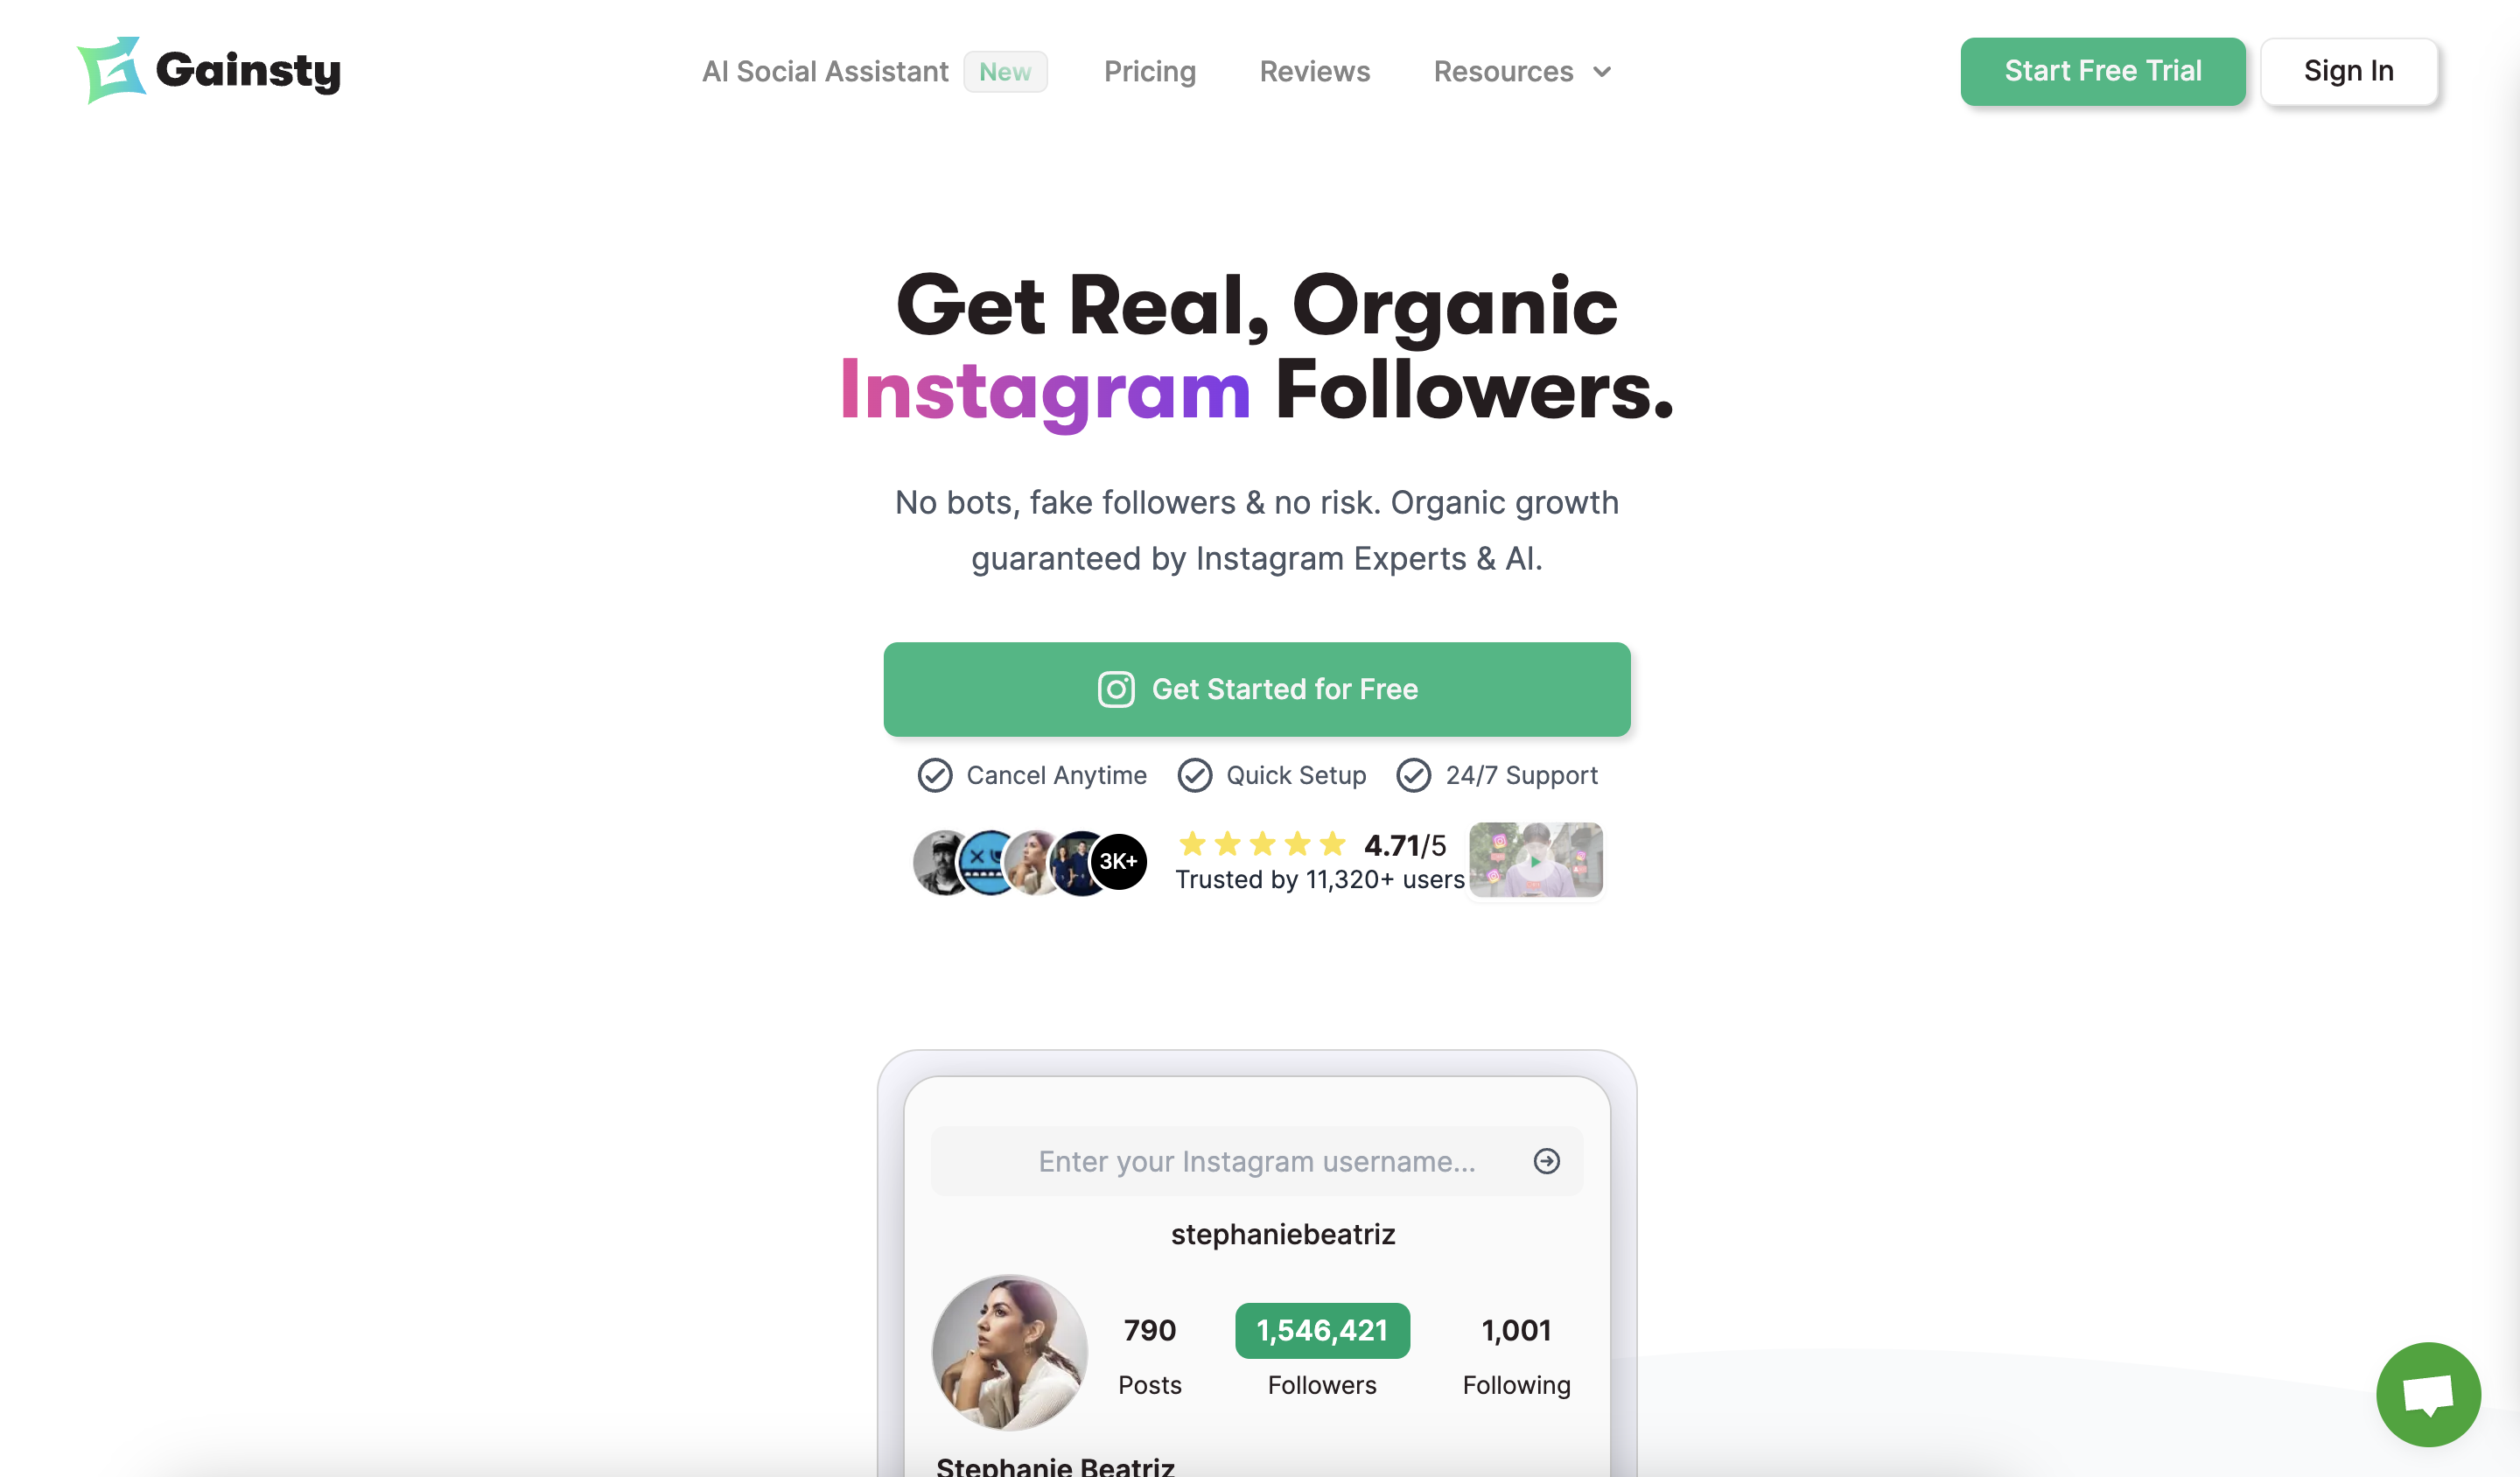 Gainsty
AI Social Assistant New Pricing Reviews Resources
Start Free Trial Sign In
Get Real, Organic
Instagram Followers.
No bots, fake followers & no risk. Organic growth
guaranteed by Instagram Experts & AI.
Get Started for Free
Cancel Anytime Quick Setup 24/7 Support
3K+
4.71/5
Trusted by 11,320+ users
Enter your Instagram username...
stephaniebeatriz
790 1,546,421 1,001
Posts Followers Following
Stephanie Beatriz